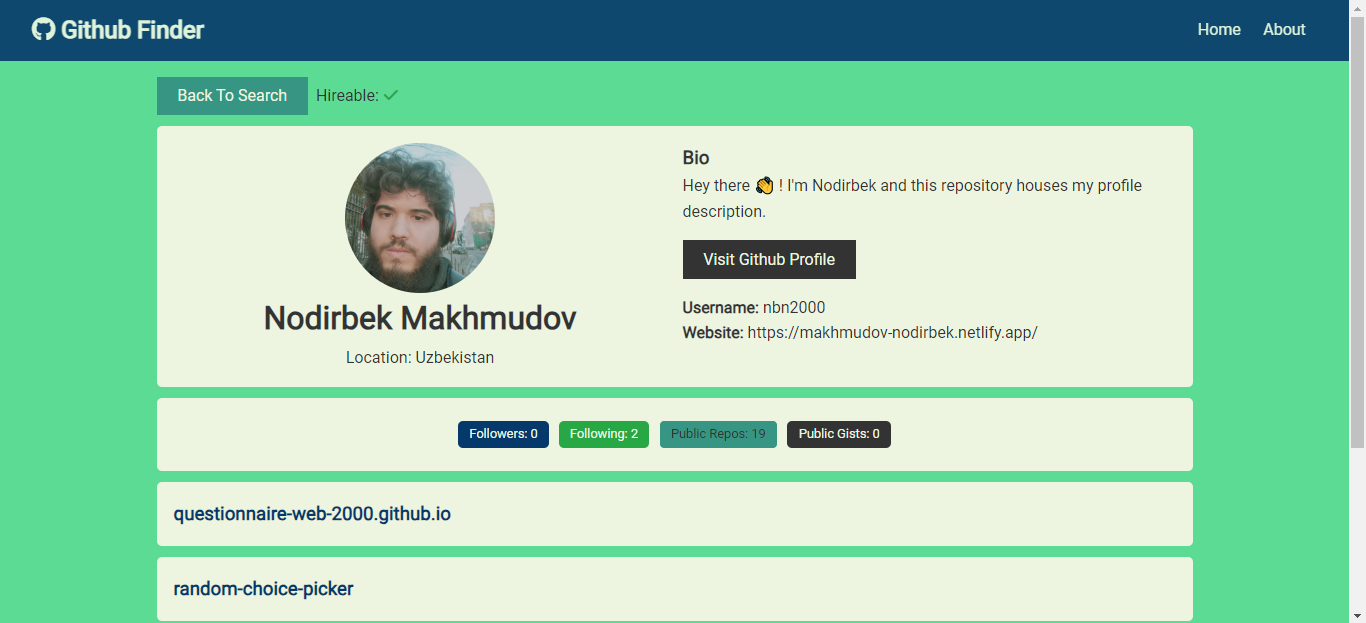 Github Finder
Home About
Back To Search Hireable:
Nodirbek Makhmudov
Location: Uzbekistan
Bio
Hey there 👏 ! I'm Nodirbek and this repository houses my profile
description.
Visit Github Profile
Username: nbn2000
Website: https://makhmudov-nodirbek.netlify.app/
Followers: 0 Following: 2 Public Repos: 19 Public Gists: 0
questionnaire-web-2000.github.io
random-choice-picker